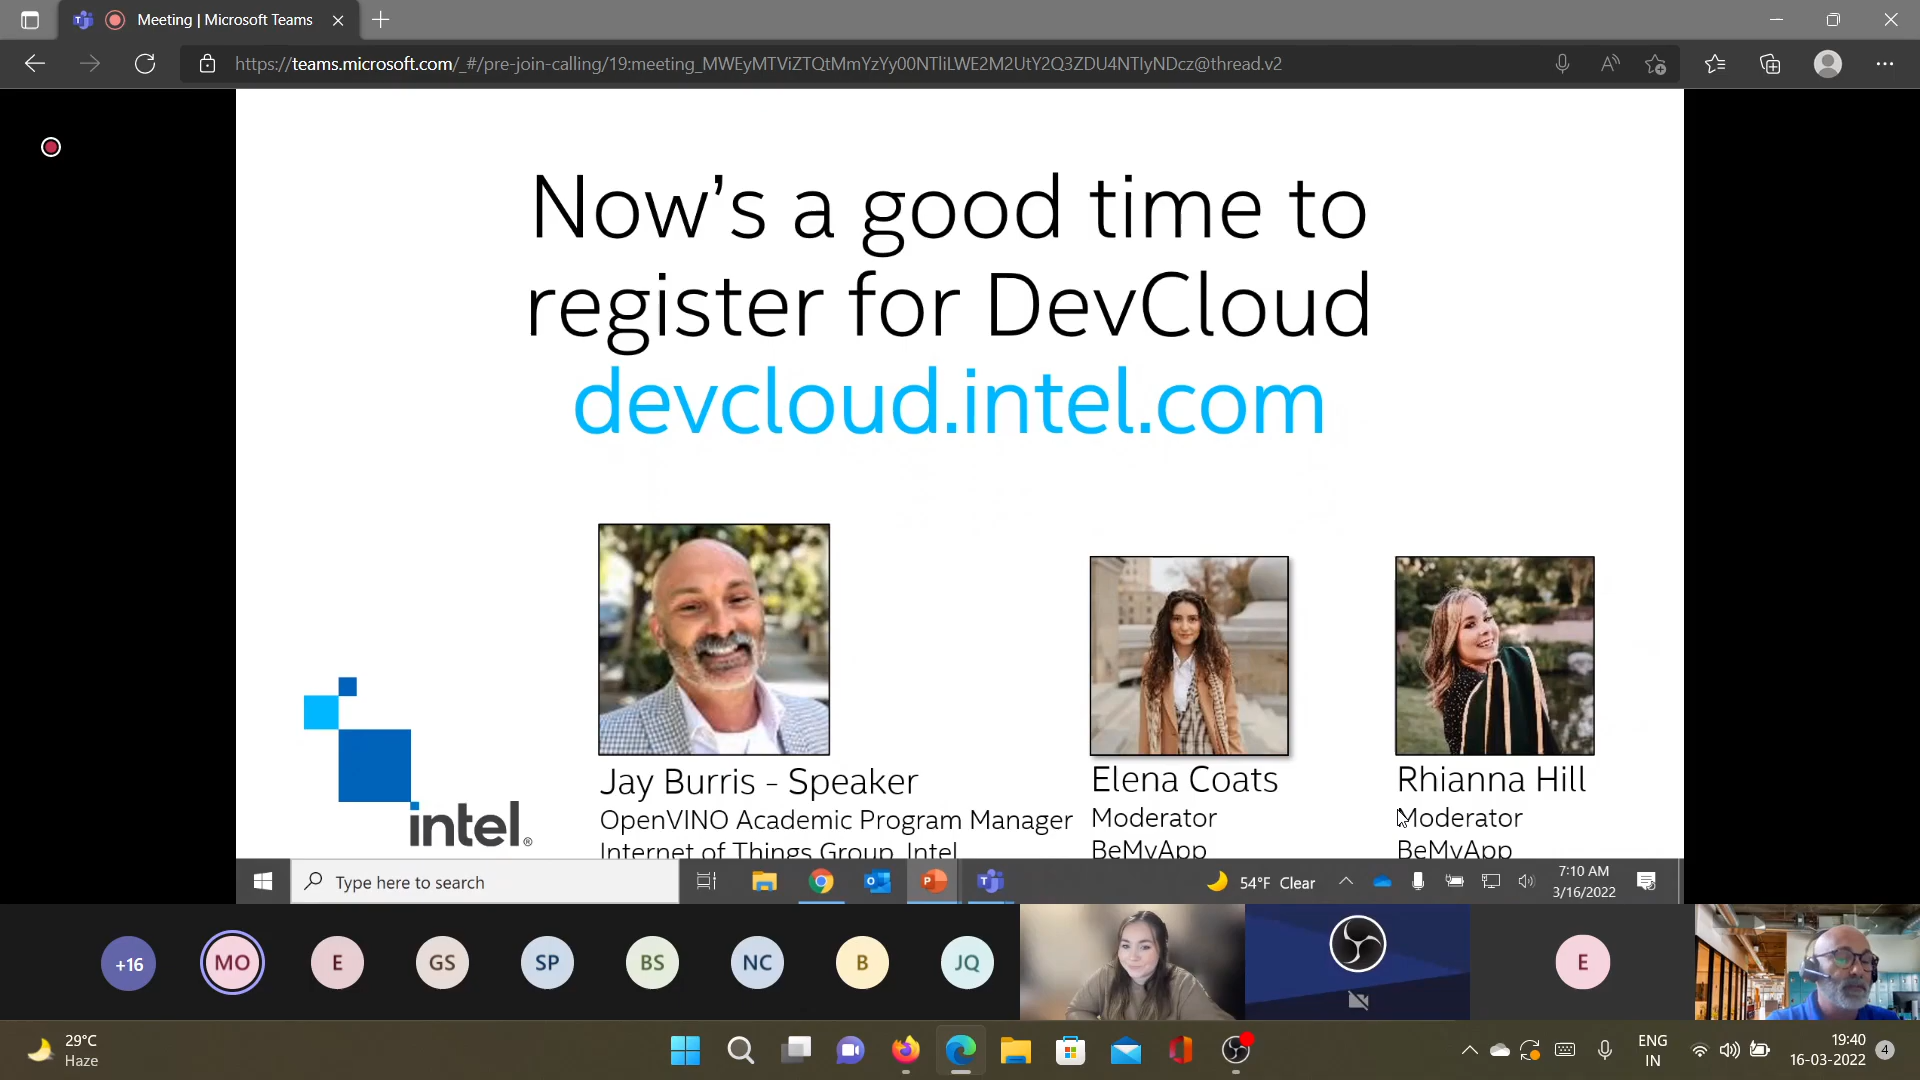 Meeting | Microsoft Teams
https://teams.microsoft.com/_#/pre-join-calling/19:meeting_MWEyMTViZTQtMmYzYy00NTliLWE2M2UtY2Q3ZDU4NTIyNDcz@thread.v2
Now's a good time to
register for DevCloud
devcloud.intel.com
intel®
Jay Burris - Speaker
OpenVINO Academic Program Manager
Internet of Things Group, Intel
Elena Coats
Moderator
BeMyApp
Rhianna Hill
Moderator
BeMyApp
Type here to search
54°F Clear
7:10 AM
3/16/2022
+16
MO
E
GS
SP
BS
NC
B
JQ
E
29°C
Haze
ENG
IN
19:40
16-03-2022
4